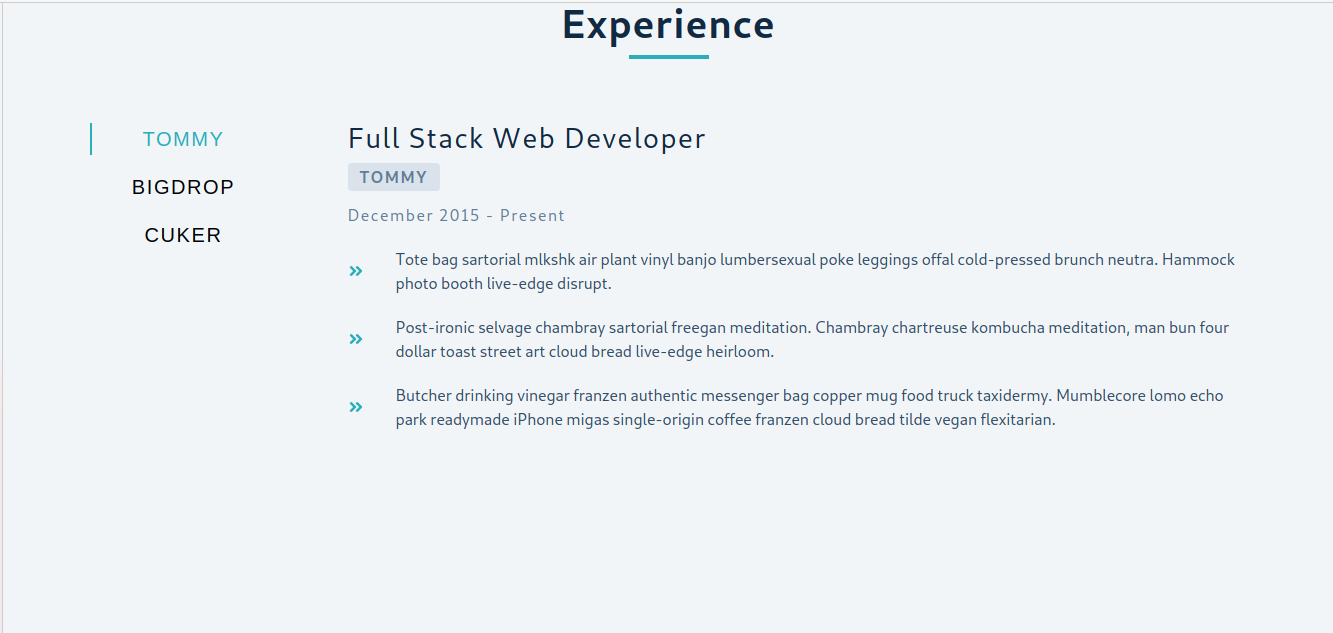 Experience
TOMMY
BIGDROP
CUKER
Full Stack Web Developer
TOMMY
December 2015 - Present
Tote bag sartorial mlkshk air plant vinyl banjo lumbersexual poke leggings offal cold-pressed brunch neutra. Hammock
photo booth live-edge disrupt.
Post-ironic selvage chambray sartorial freegan meditation. Chambray chartreuse kombucha meditation, man bun four
dollar toast street art cloud bread live-edge heirloom.
Butcher drinking vinegar franzen authentic messenger bag copper mug food truck taxidermy. Mumblecore lomo echo
park readymade iPhone migas single-origin coffee franzen cloud bread tilde vegan flexitarian.